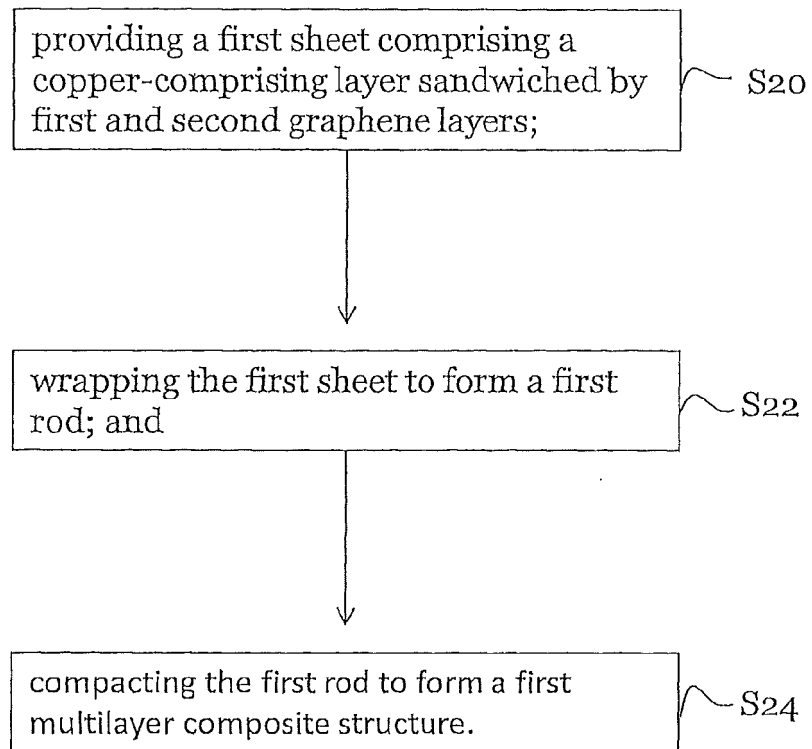 providing a first sheet comprising a
copper-comprising layer sandwiched by
first and second graphene layers;
S20
wrapping the first sheet to form a first
rod; and
S22
compacting the first rod to form a first
multilayer composite structure.
S24